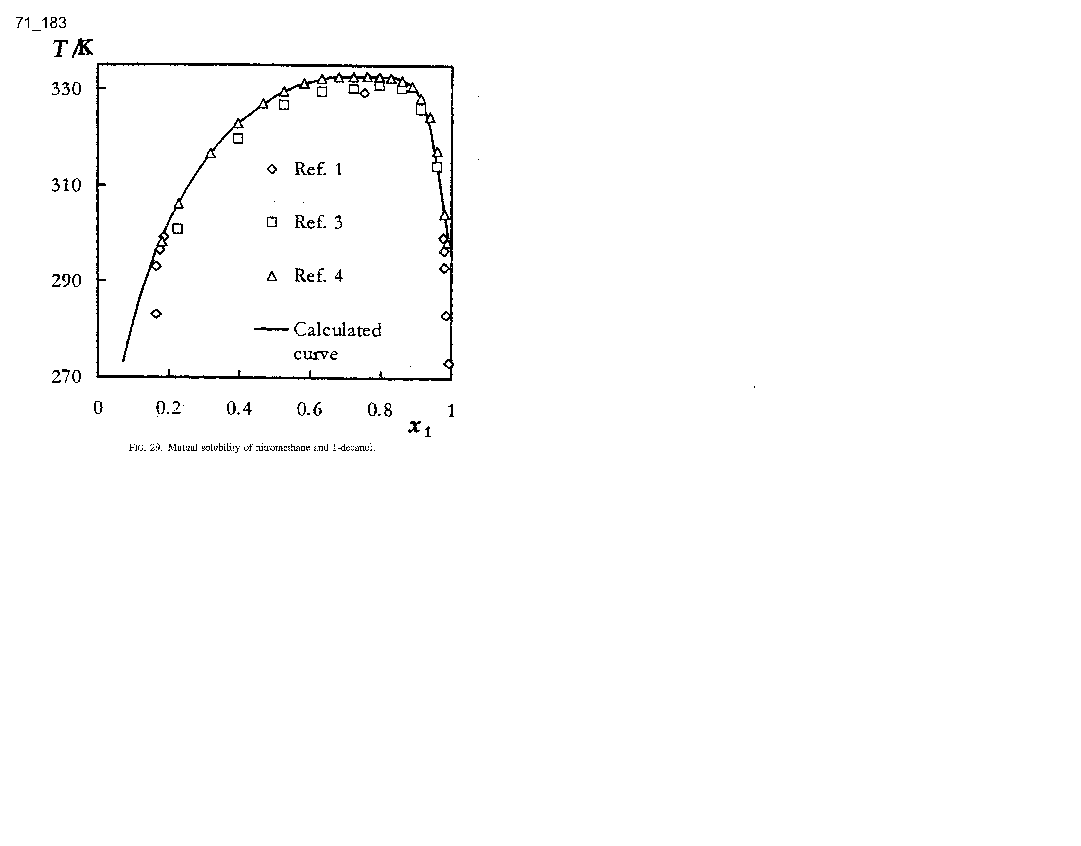 71_183
T/K
330
Ref. 1
310
Ref. 3
Ref. 4
290
Calculated
curve
270
0 0.2 0.4 0.6 0.8 1
x1
FIG. 29. Mutual solubility of nitromethane and 1-decanol.